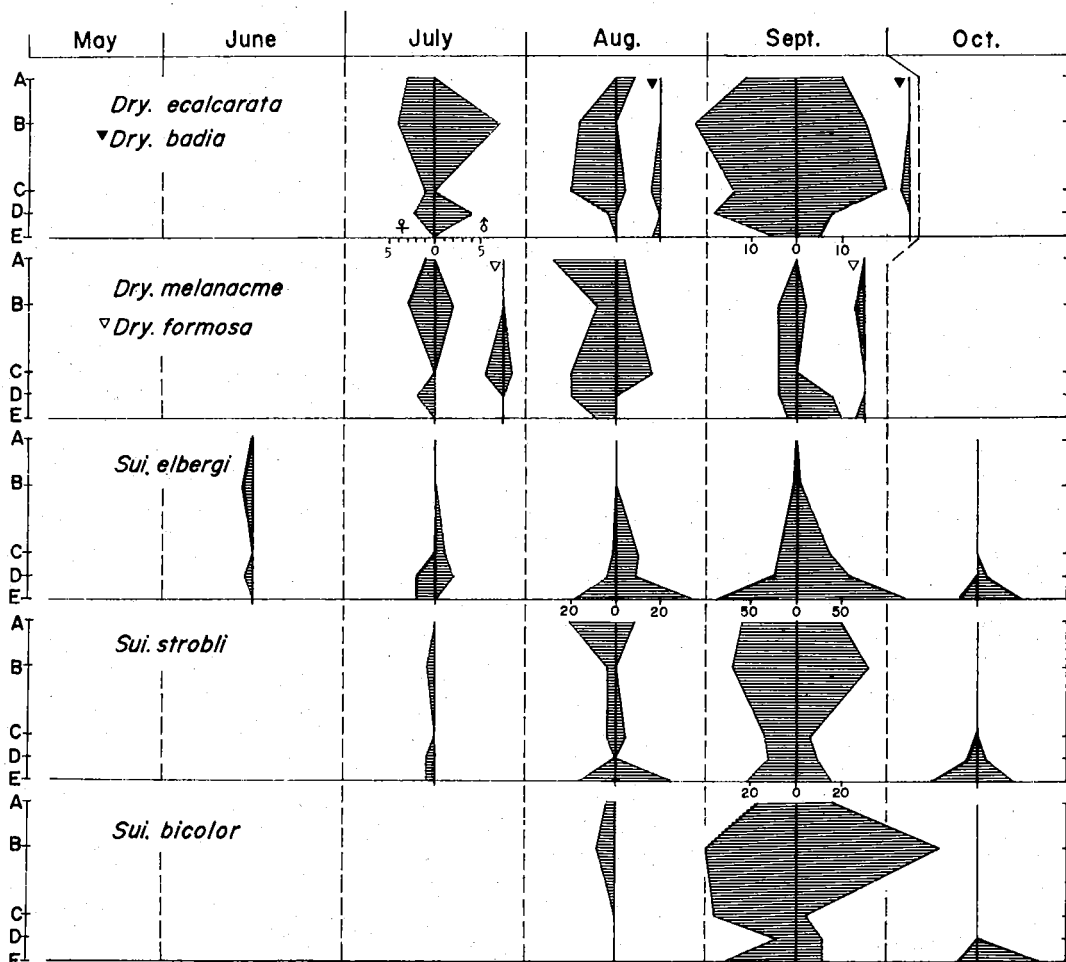 May June July Aug. Sept. Oct.
A
Dry. ecalcarata
B
▼Dry. badia
▼ ▼
C
D
E
♀ ♂
5 0 5 10 0 10
A
Dry. melanacme
B
▽Dry. formosa
▽ ▽
C
D
E
A
Sui. elbergi
B
C
D
E
20 0 20 50 0 50
A
Sui. strobli
B
C
D
E
20 0 20
A
Sui. bicolor
B
C
D
E